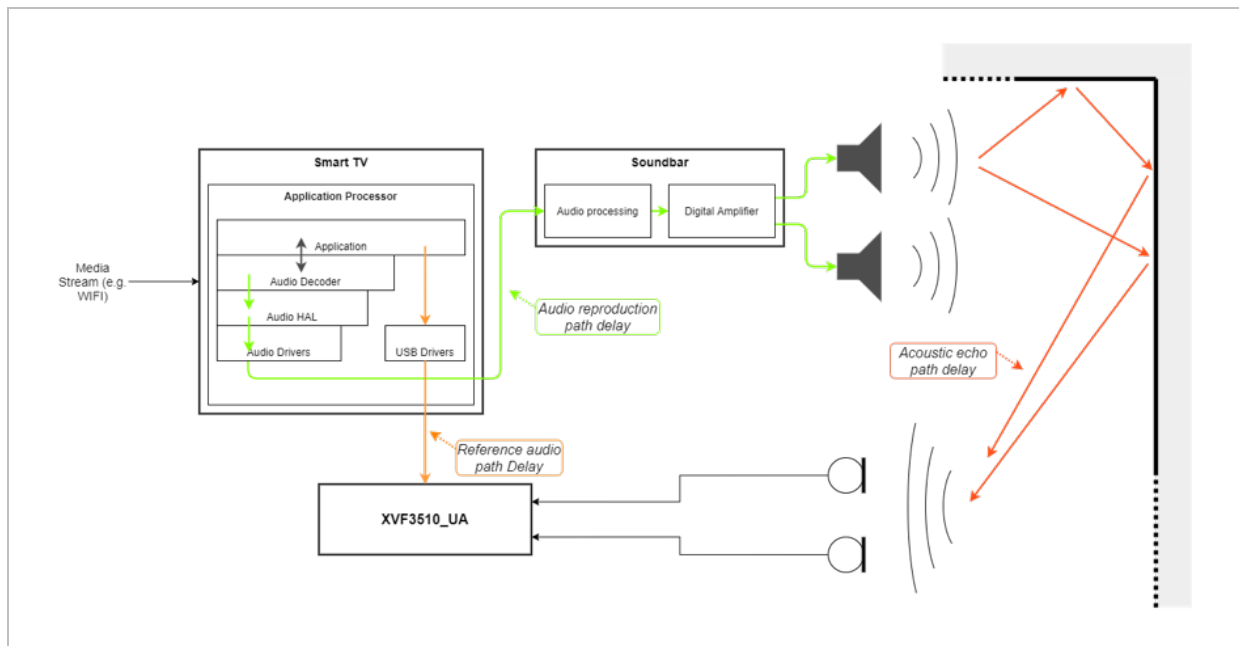 Smart TV
Application Processor
Application
Audio Decoder
Audio HAL
Audio Drivers
USB Drivers
Media
Stream (e.g.
WIFI)
Soundbar
Audio processing
Digital Amplifier
Audio reproduction
path delay
Acoustic echo
path delay
Reference audio
path Delay
XVF3510_UA